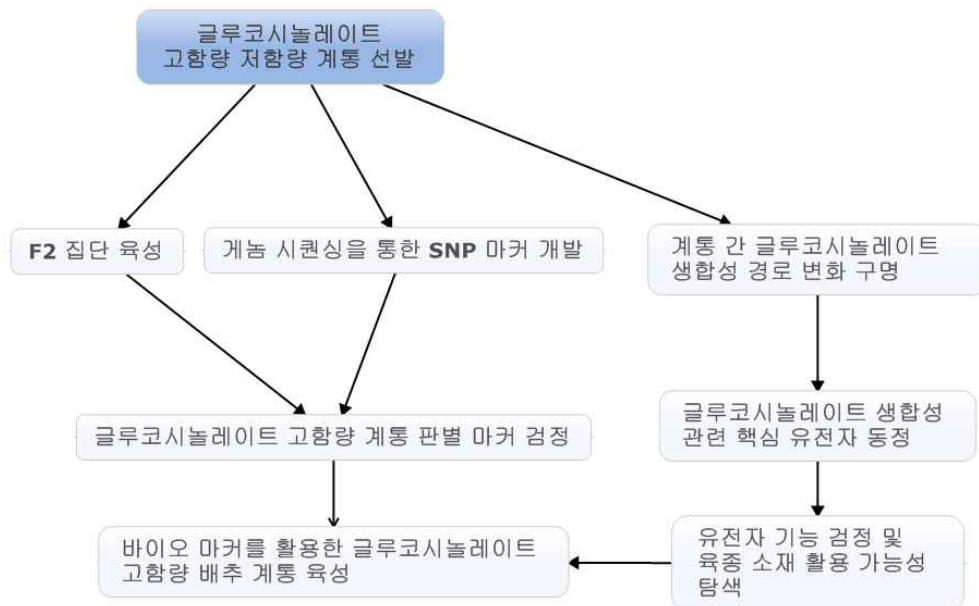 글루코시놀레이트
고함량 저함량 계통 선발
F2 집단 육성
게놈 시퀀싱을 통한 SNP 마커 개발
계통 간 글루코시놀레이트
생합성 경로 변화 구명
글루코시놀레이트 고함량 계통 판별 마커 검정
글루코시놀레이트 생합성
관련 핵심 유전자 동정
바이오 마커를 활용한 글루코시놀레이트
고함량 배추 계통 육성
유전자 기능 검정 및
육종 소재 활용 가능성
탐색